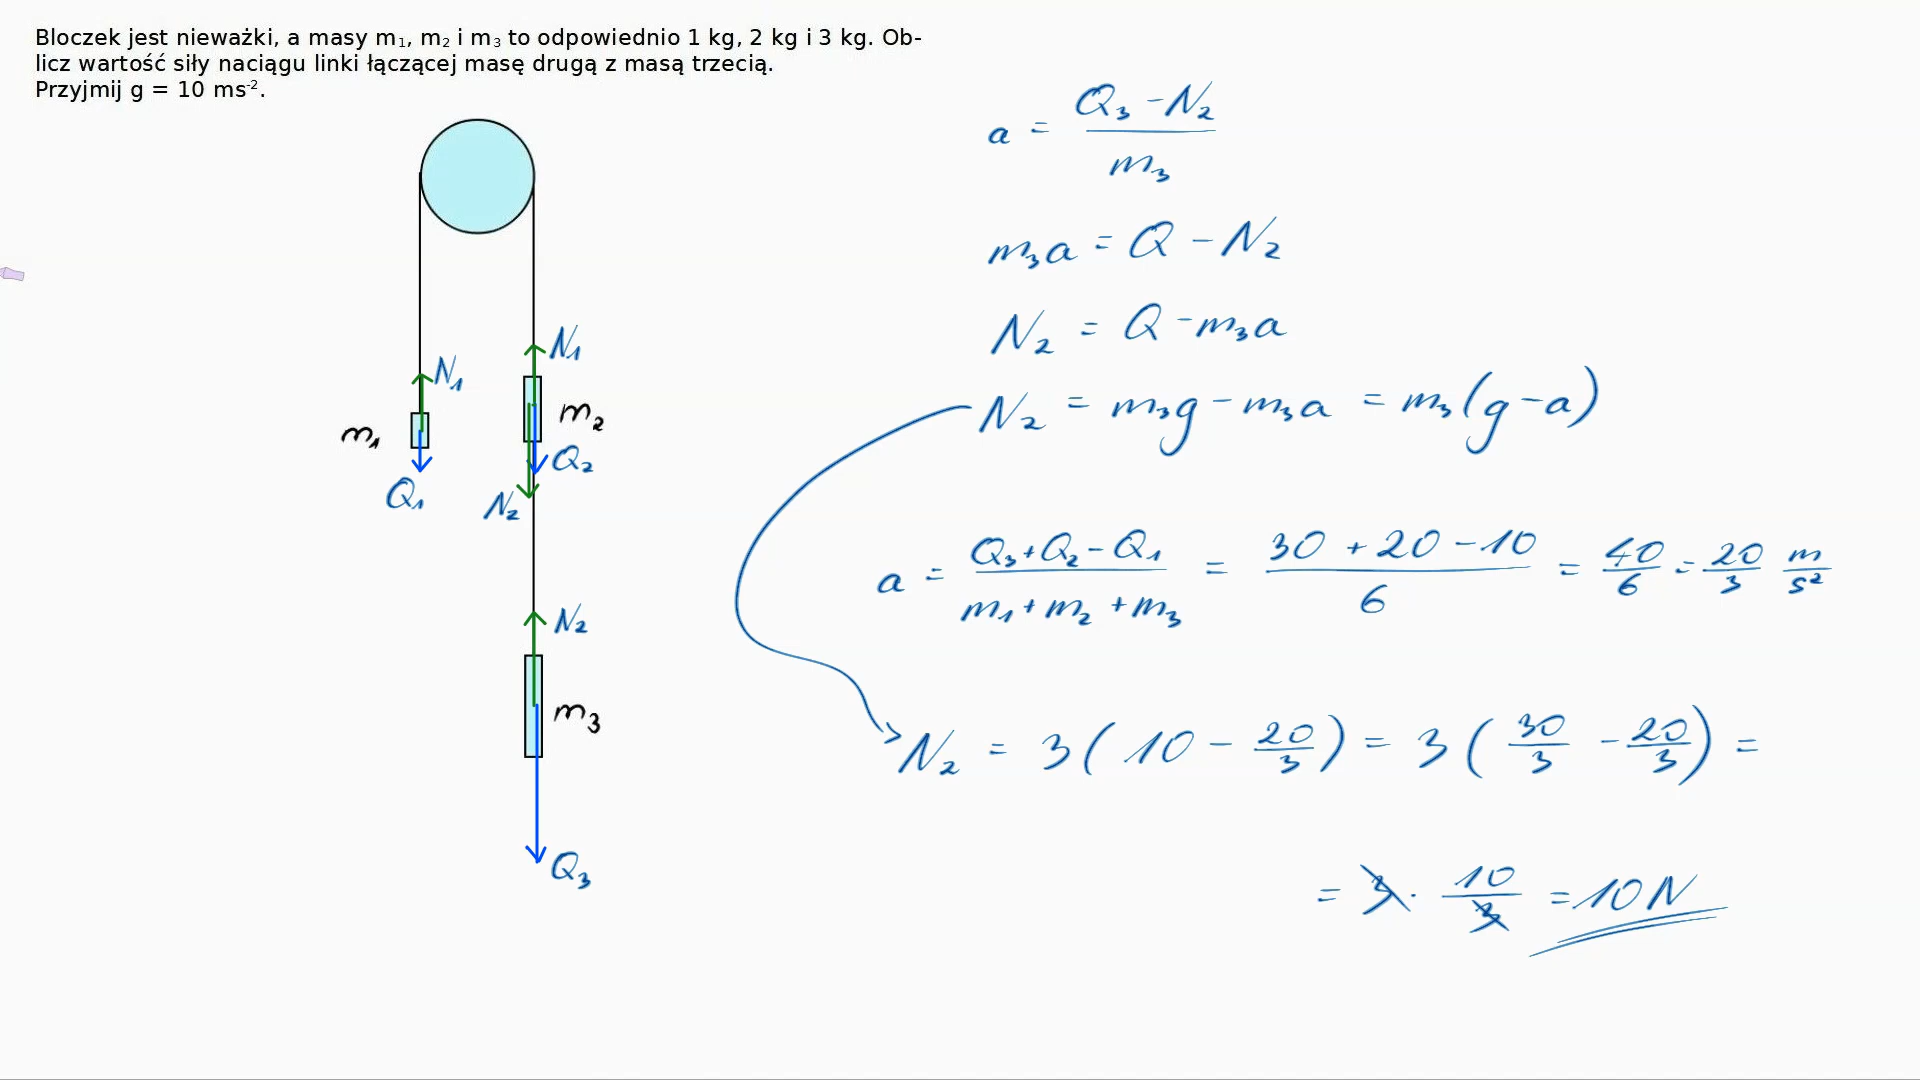 Bloczek jest nieważki, a masy m₁, m₂ i m₃ to odpowiednio 1 kg, 2 kg i 3 kg. Ob-
licz wartość siły naciągu linki łączącej masę drugą z masą trzecią.
Przyjmij g = 10 ms⁻².
a = (Q₃ - N₂) / m₃
m₃a = Q - N₂
N₂ = Q - m₃a
N₂ = m₃g - m₃a = m₃(g - a)
a = (Q₃ + Q₂ - Q₁) / (m₁ + m₂ + m₃) = (30 + 20 - 10) / 6 = 40/6 = 20/3 m/s²
N₂ = 3(10 - 20/3) = 3(30/3 - 20/3) =
= 3 · 10/3 = 10N
N₁
N₁
m₁
m₂
Q₁
Q₂
N₂
N₂
m₃
Q₃